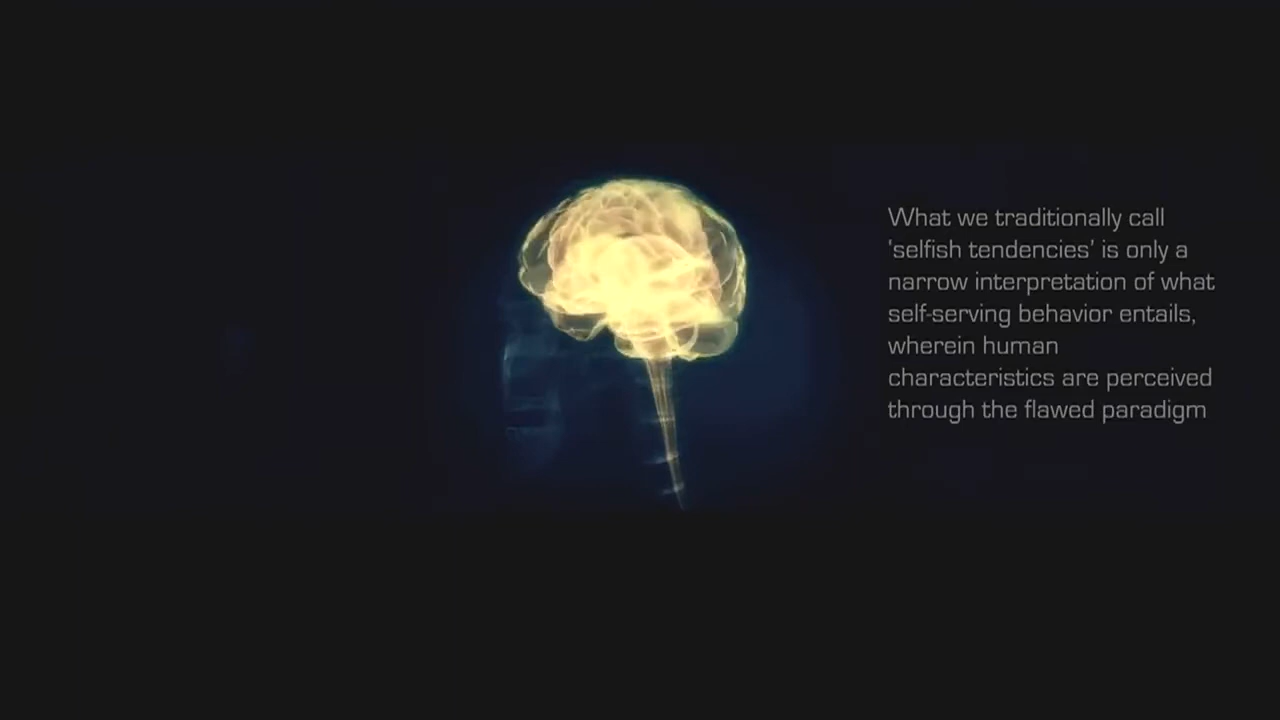 What we traditionally call
'selfish tendencies' is only a
narrow interpretation of what
self-serving behavior entails,
wherein human
characteristics are perceived
through the flawed paradigm